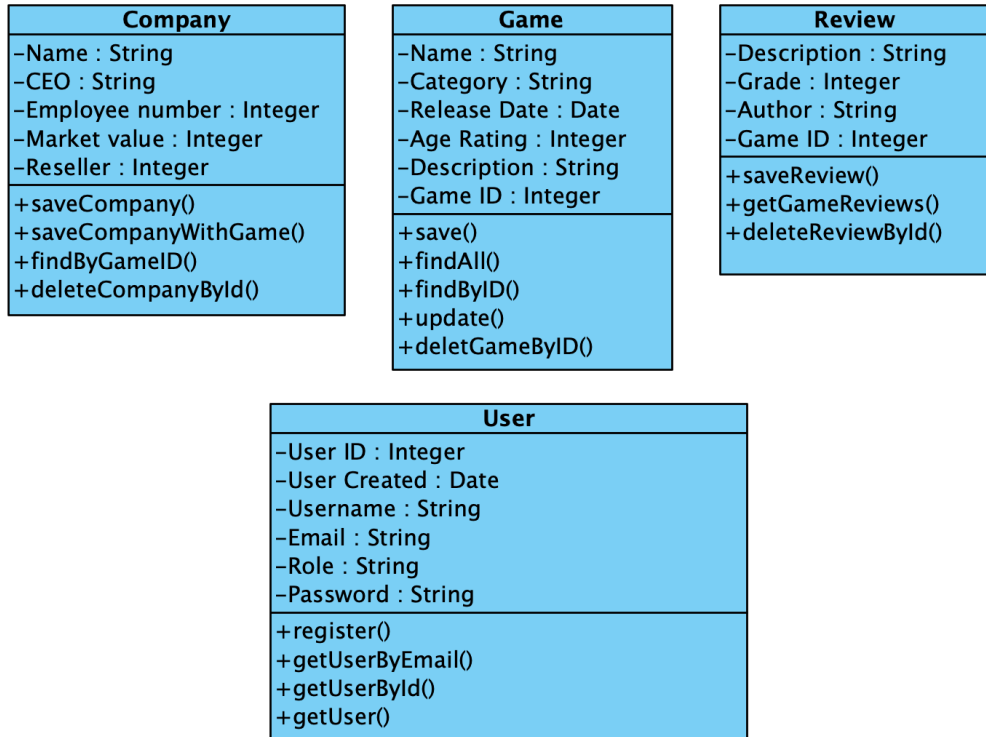 Company
-Name : String
-CEO : String
-Employee number : Integer
-Market value : Integer
-Reseller : Integer
+saveCompany()
+saveCompanyWithGame()
+findByGameID()
+deleteCompanyById()
Game
-Name : String
-Category : String
-Release Date : Date
-Age Rating : Integer
-Description : String
-Game ID : Integer
+save()
+findAll()
+findByID()
+update()
+deletGameByID()
Review
-Description : String
-Grade : Integer
-Author : String
-Game ID : Integer
+saveReview()
+getGameReviews()
+deleteReviewById()
User
-User ID : Integer
-User Created : Date
-Username : String
-Email : String
-Role : String
-Password : String
+register()
+getUserByEmail()
+getUserById()
+getUser()